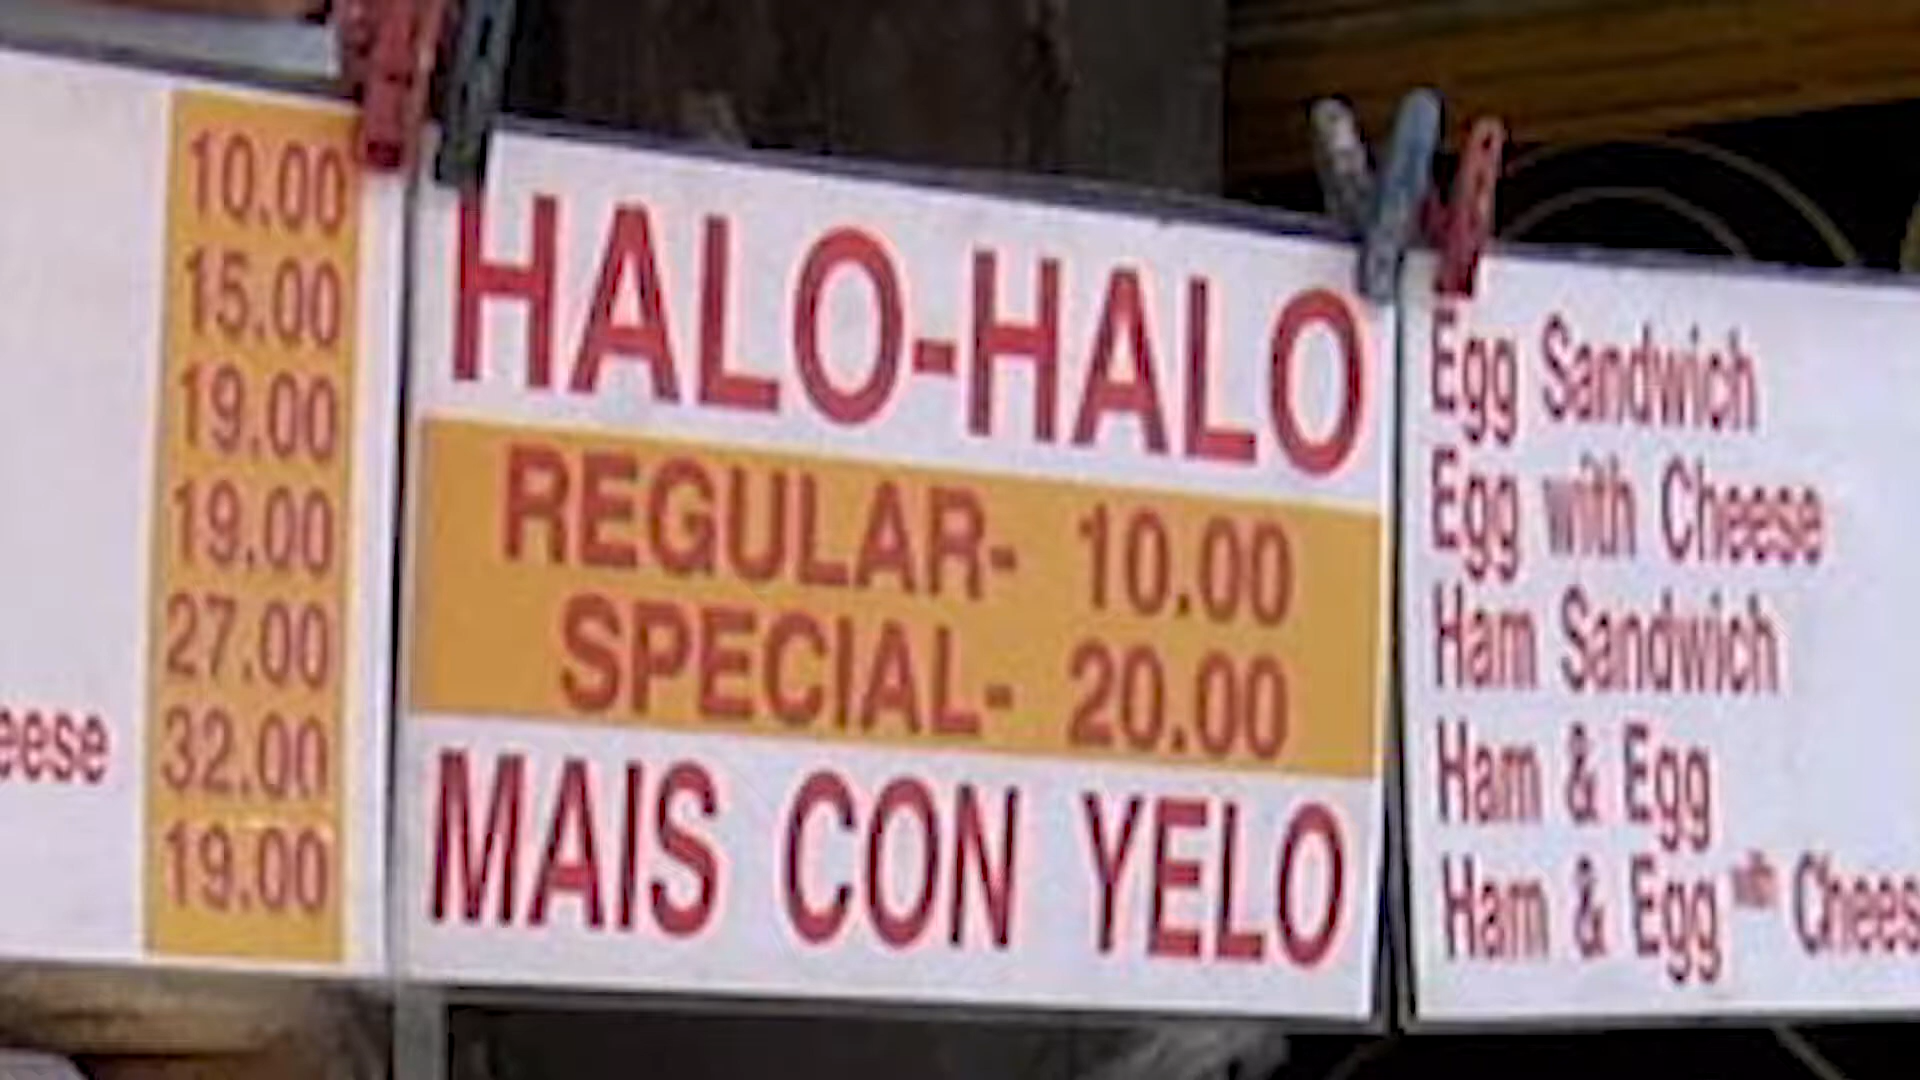 10.00
15.00
19.00
19.00
27.00
eese 32.00
19.00
HALO-HALO
REGULAR- 10.00
SPECIAL- 20.00
MAIS CON YELO
Egg Sandwich
Egg with Cheese
Ham Sandwich
Ham & Egg
Ham & Egg with Chees